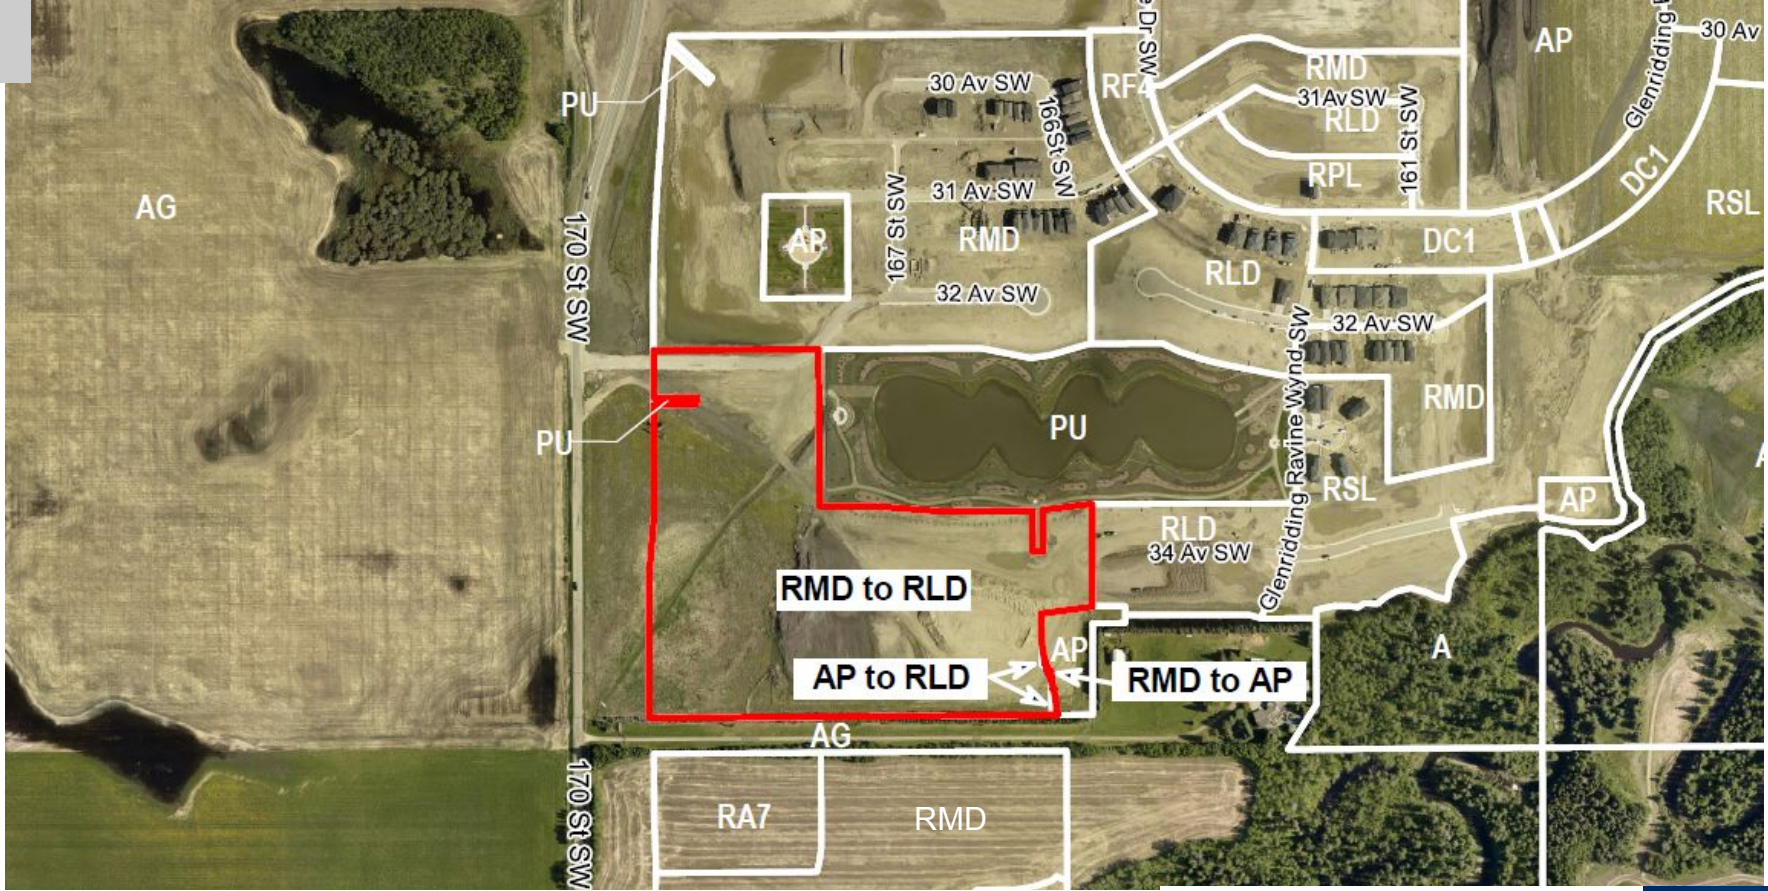 Dr SW
Glenridding
AP
30 Av
RMD
30 Av SW
RF4
PU
31 Av SW
RLD
161 St SW
166 St SW
RPL
DC1
31 Av SW
167 St SW
AG
RSL
170 St SW
AP
RMD
DC1
RLD
32 Av SW
32 Av SW
Glenridding Ravine Wynd SW
RMD
PU
PU
RSL
AP
RLD
34 Av SW
RMD to RLD
AP
A
AP to RLD
RMD to AP
AG
170 St SW
RA7
RMD